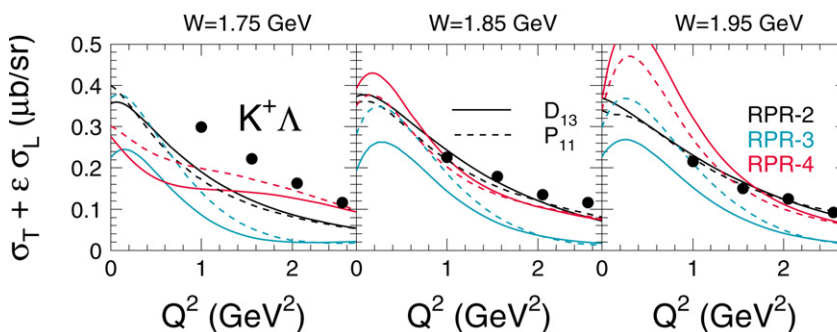 W=1.75 GeV W=1.85 GeV W=1.95 GeV
σ_T + ε σ_L (μb/sr)
0.5
0.4
0.3
0.2
0.1
0
K⁺Λ
D₁₃
P₁₁
RPR-2
RPR-3
RPR-4
0 1 2 0 1 2 0 1 2
Q² (GeV²) Q² (GeV²) Q² (GeV²)